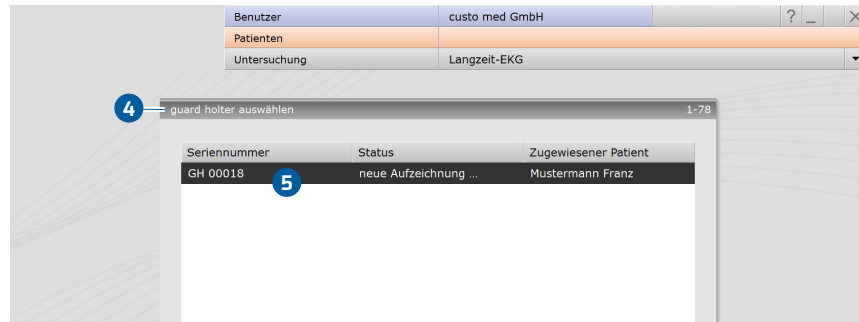 Benutzer custo med GmbH ? _ ×
Patienten
Untersuchung Langzeit-EKG
4 guard holter auswählen 1-78
Seriennummer Status Zugewiesener Patient
GH 00018 5 neue Aufzeichnung ... Mustermann Franz